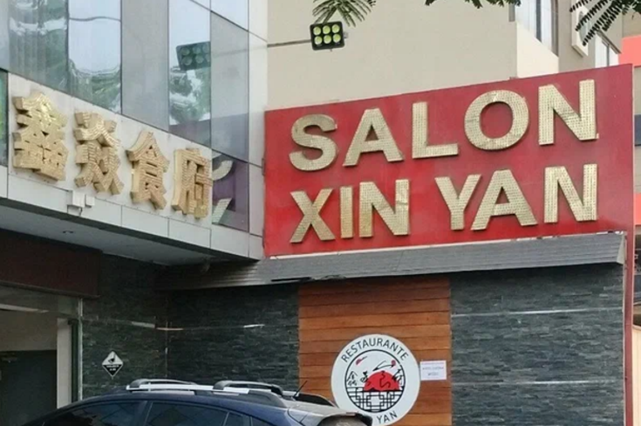 鑫焱食府
SALON
XIN YAN
RESTAURANTE
YAN